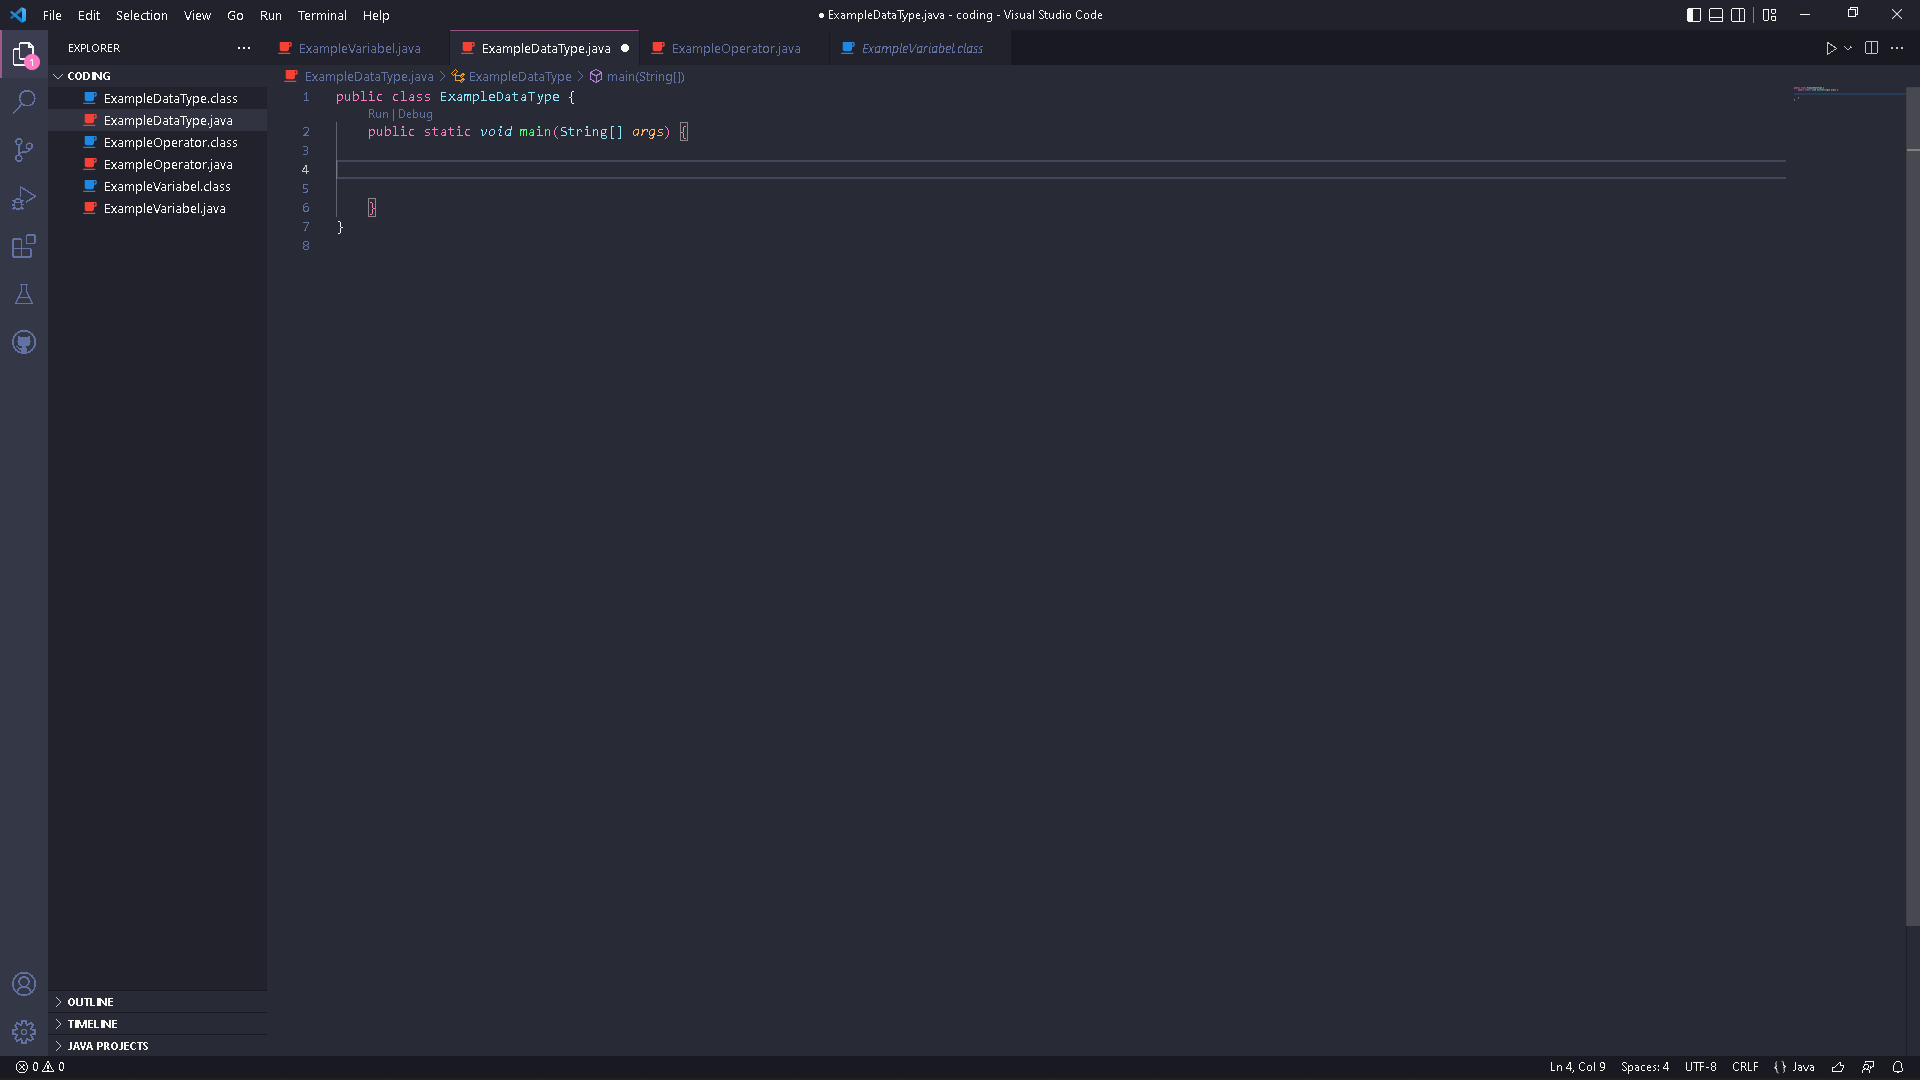 File Edit Selection View Go Run Terminal Help
● ExampleDataType.java - coding - Visual Studio Code
EXPLORER
ExampleVariabel.java
ExampleDataType.java
ExampleOperator.java
ExampleVariabel.class
1
CODING
ExampleDataType.class
ExampleDataType.java
ExampleOperator.class
ExampleOperator.java
ExampleVariabel.class
ExampleVariabel.java
ExampleDataType.java > ExampleDataType > main(String[])
1 public class ExampleDataType {
Run | Debug
2 public static void main(String[] args) {
3
4
5
6 }
7 }
8
OUTLINE
TIMELINE
JAVA PROJECTS
0 0
Ln 4, Col 9 Spaces: 4 UTF-8 CRLF {} Java